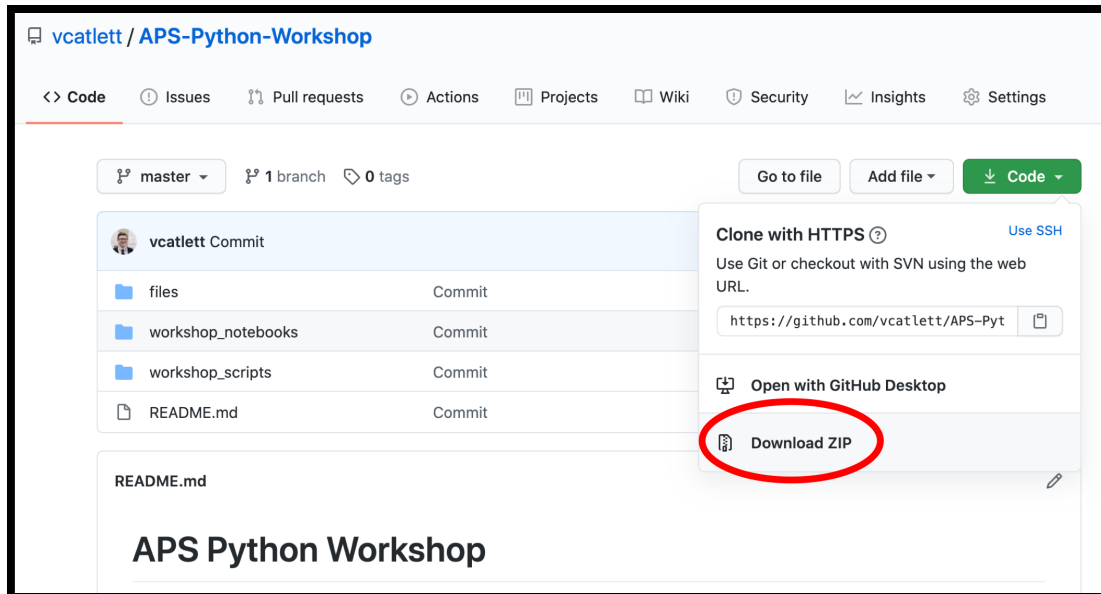 vcatlett / APS-Python-Workshop
<> Code Issues Pull requests Actions Projects Wiki Security Insights Settings
master 1 branch 0 tags Go to file Add file Code
vcatlett Commit
files Commit
workshop_notebooks Commit
workshop_scripts Commit
README.md Commit
Clone with HTTPS ? Use SSH
Use Git or checkout with SVN using the web
URL.
https://github.com/vcatlett/APS-Pyt
Open with GitHub Desktop
Download ZIP
README.md
APS Python Workshop